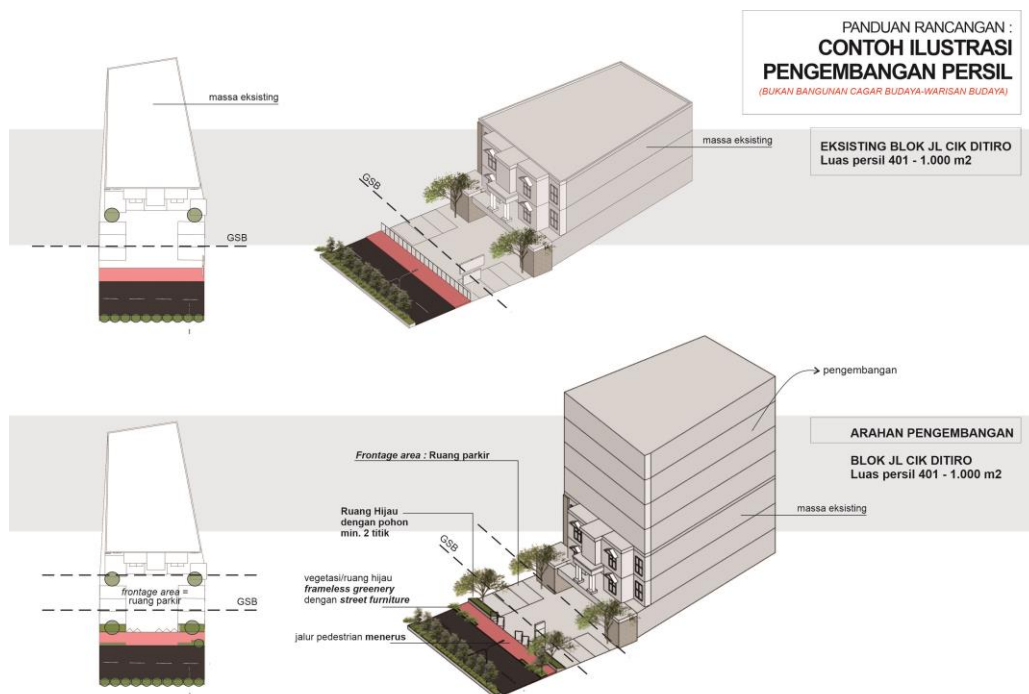 PANDUAN RANCANGAN :
CONTOH ILUSTRASI
PENGEMBANGAN PERSIL
(BUKAN BANGUNAN CAGAR BUDAYA-WARISAN BUDAYA)
massa eksisting
GSB
GSB
massa eksisting
EKSISTING BLOK JL CIK DITIRO
Luas persil 401 - 1.000 m2
frontage area =
ruang parkir
GSB
Frontage area : Ruang parkir
Ruang Hijau
dengan pohon
min. 2 titik
GSB
vegetasi/ruang hijau
frameless greenery
dengan street furniture
jalur pedestrian menerus
pengembangan
massa eksisting
ARAHAN PENGEMBANGAN
BLOK JL CIK DITIRO
Luas persil 401 - 1.000 m2